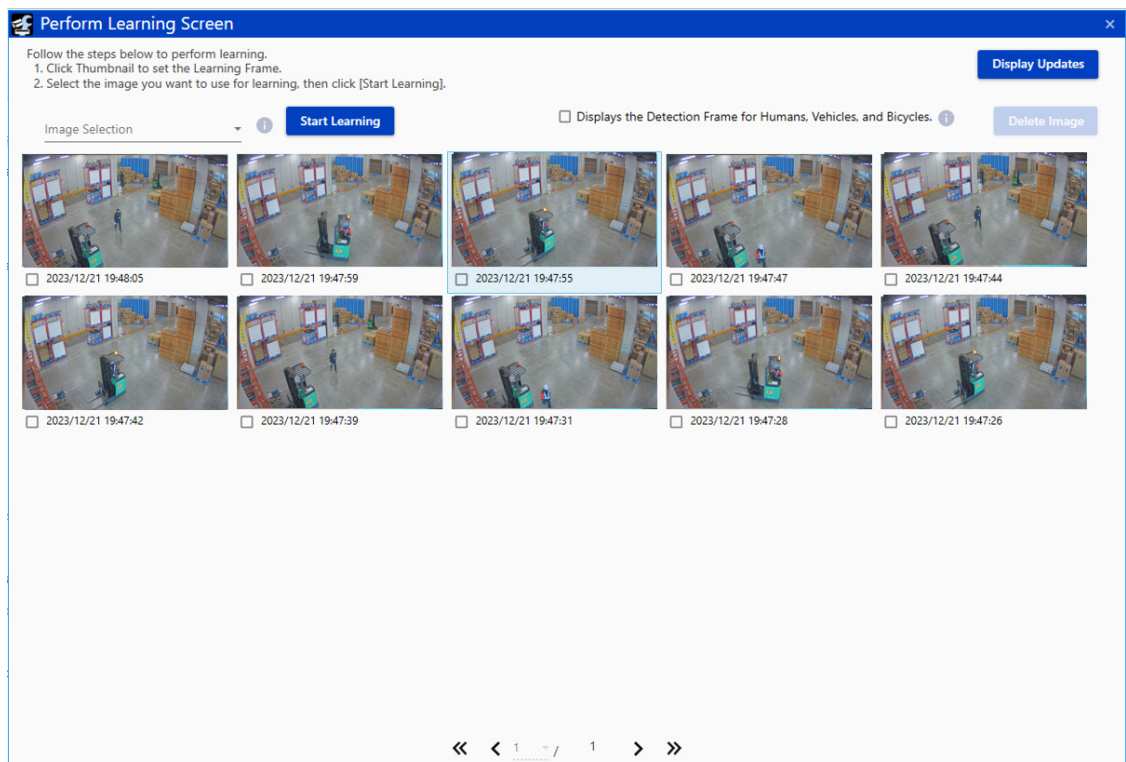 Perform Learning Screen
Follow the steps below to perform learning.
1. Click Thumbnail to set the Learning Frame.
2. Select the image you want to use for learning, then click [Start Learning].
Display Updates
Image Selection
Start Learning
Displays the Detection Frame for Humans, Vehicles, and Bicycles.
Delete Image
2023/12/21 19:48:05
2023/12/21 19:47:59
2023/12/21 19:47:55
2023/12/21 19:47:47
2023/12/21 19:47:44
2023/12/21 19:47:42
2023/12/21 19:47:39
2023/12/21 19:47:31
2023/12/21 19:47:28
2023/12/21 19:47:26
1 / 1